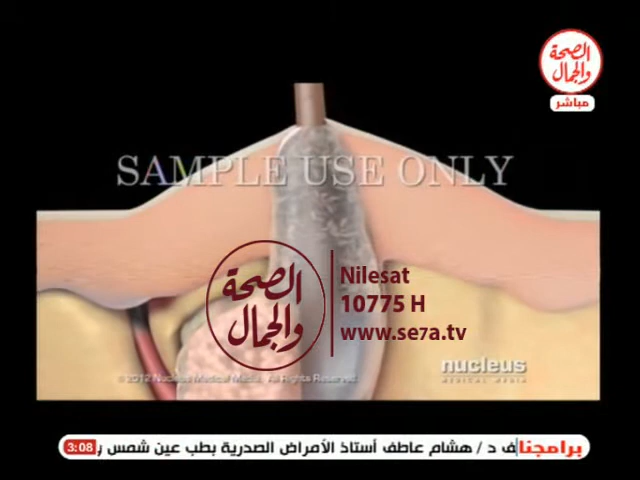 الصحة
والجمال
مباشر
SAMPLE USE ONLY
الصحة
والجمال
Nilesat
10775 H
www.se7a.tv
©2012 Nucleus Medical Media, All Rights Reserved.
nucleus
MEDICAL MEDIA
برامجنا ف د / هشام عاطف أستاذ الأمراض الصدرية بطب عين شمس ر 3:08